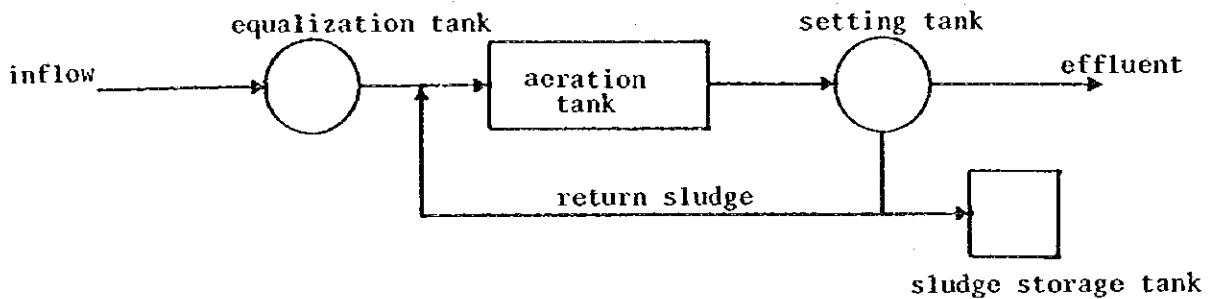 equalization tank
setting tank
inflow
aeration
tank
effluent
return sludge
sludge storage tank